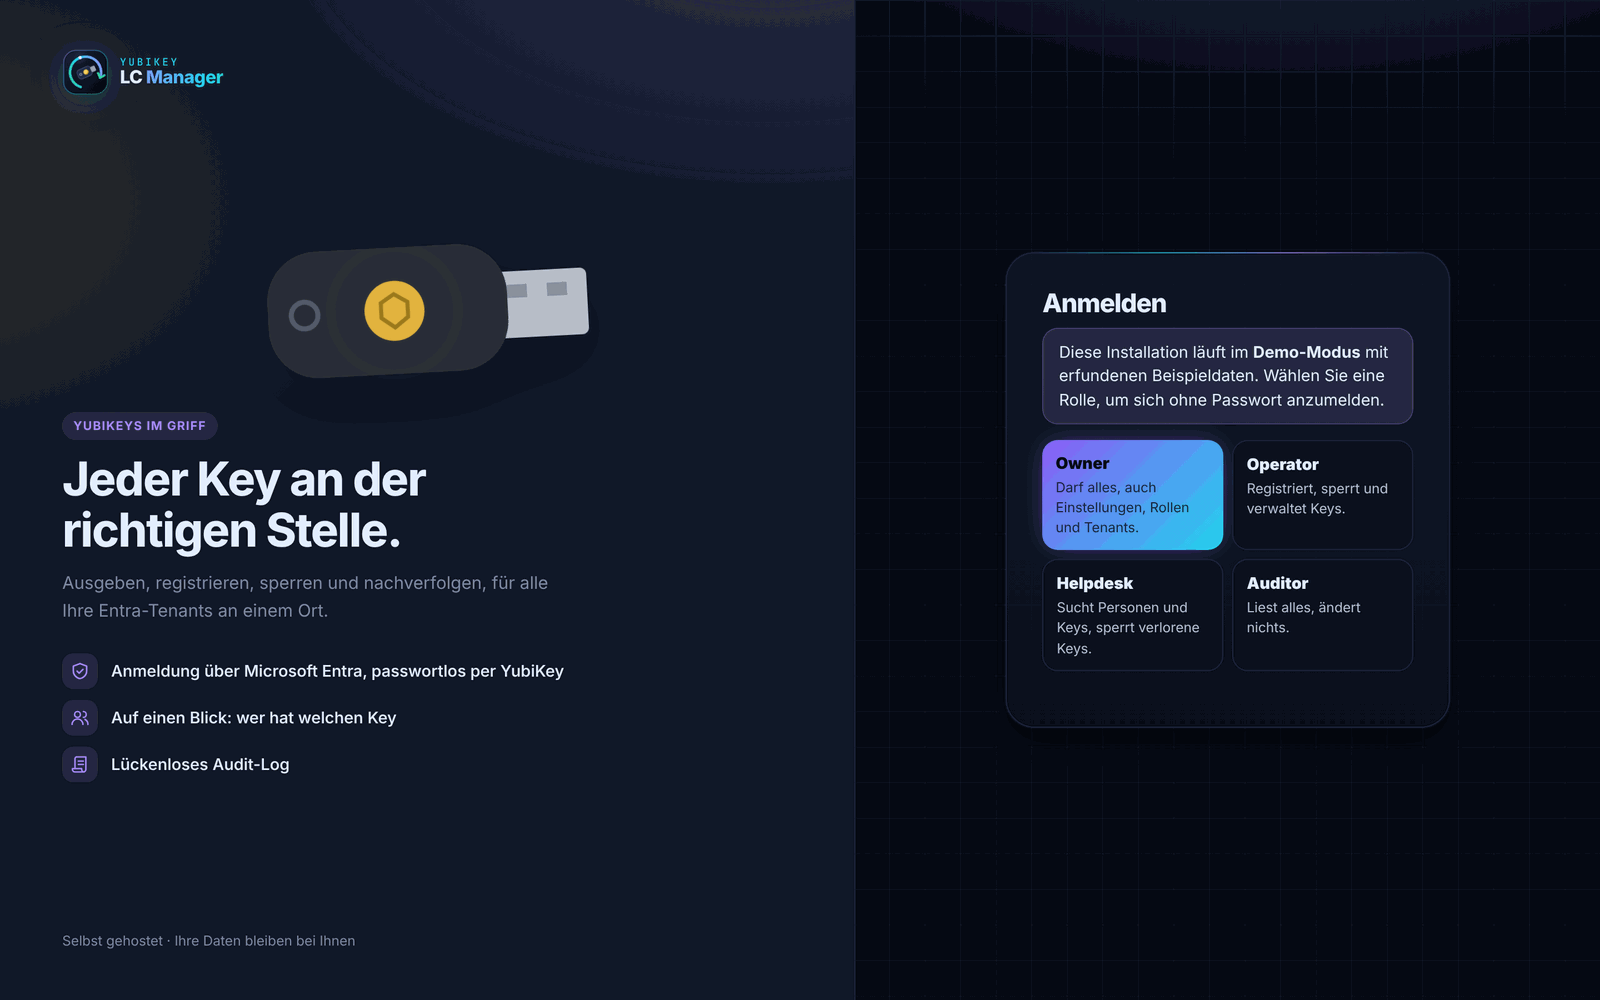 YUBIKEY
LC Manager
YUBIKEYS IM GRIFF
Jeder Key an der
richtigen Stelle.
Ausgeben, registrieren, sperren und nachverfolgen, für alle
Ihre Entra-Tenants an einem Ort.
Anmeldung über Microsoft Entra, passwortlos per YubiKey
Auf einen Blick: wer hat welchen Key
Lückenloses Audit-Log
Selbst gehostet · Ihre Daten bleiben bei Ihnen
Anmelden
Diese Installation läuft im Demo-Modus mit
erfundenen Beispieldaten. Wählen Sie eine
Rolle, um sich ohne Passwort anzumelden.
Owner
Darf alles, auch
Einstellungen, Rollen
und Tenants.
Operator
Registriert, sperrt und
verwaltet Keys.
Helpdesk
Sucht Personen und
Keys, sperrt verlorene
Keys.
Auditor
Liest alles, ändert
nichts.